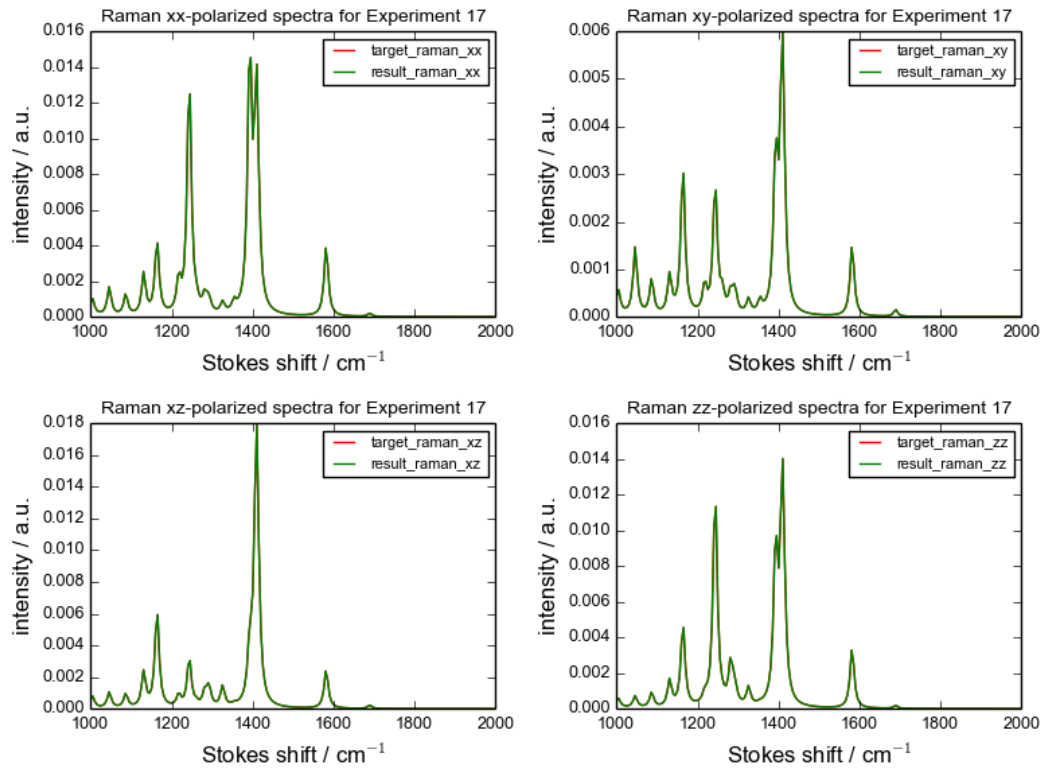 Raman xx-polarized spectra for Experiment 17
0.016
0.014
0.012
0.010
0.008
0.006
0.004
0.002
0.000
intensity / a.u.
target_raman_xx
result_raman_xx
1000 1200 1400 1600 1800 2000
Stokes shift / cm⁻¹
Raman xy-polarized spectra for Experiment 17
0.006
0.005
0.004
0.003
0.002
0.001
0.000
intensity / a.u.
target_raman_xy
result_raman_xy
1000 1200 1400 1600 1800 2000
Stokes shift / cm⁻¹
Raman xz-polarized spectra for Experiment 17
0.018
0.016
0.014
0.012
0.010
0.008
0.006
0.004
0.002
0.000
intensity / a.u.
target_raman_xz
result_raman_xz
1000 1200 1400 1600 1800 2000
Stokes shift / cm⁻¹
Raman zz-polarized spectra for Experiment 17
0.016
0.014
0.012
0.010
0.008
0.006
0.004
0.002
0.000
intensity / a.u.
target_raman_zz
result_raman_zz
1000 1200 1400 1600 1800 2000
Stokes shift / cm⁻¹